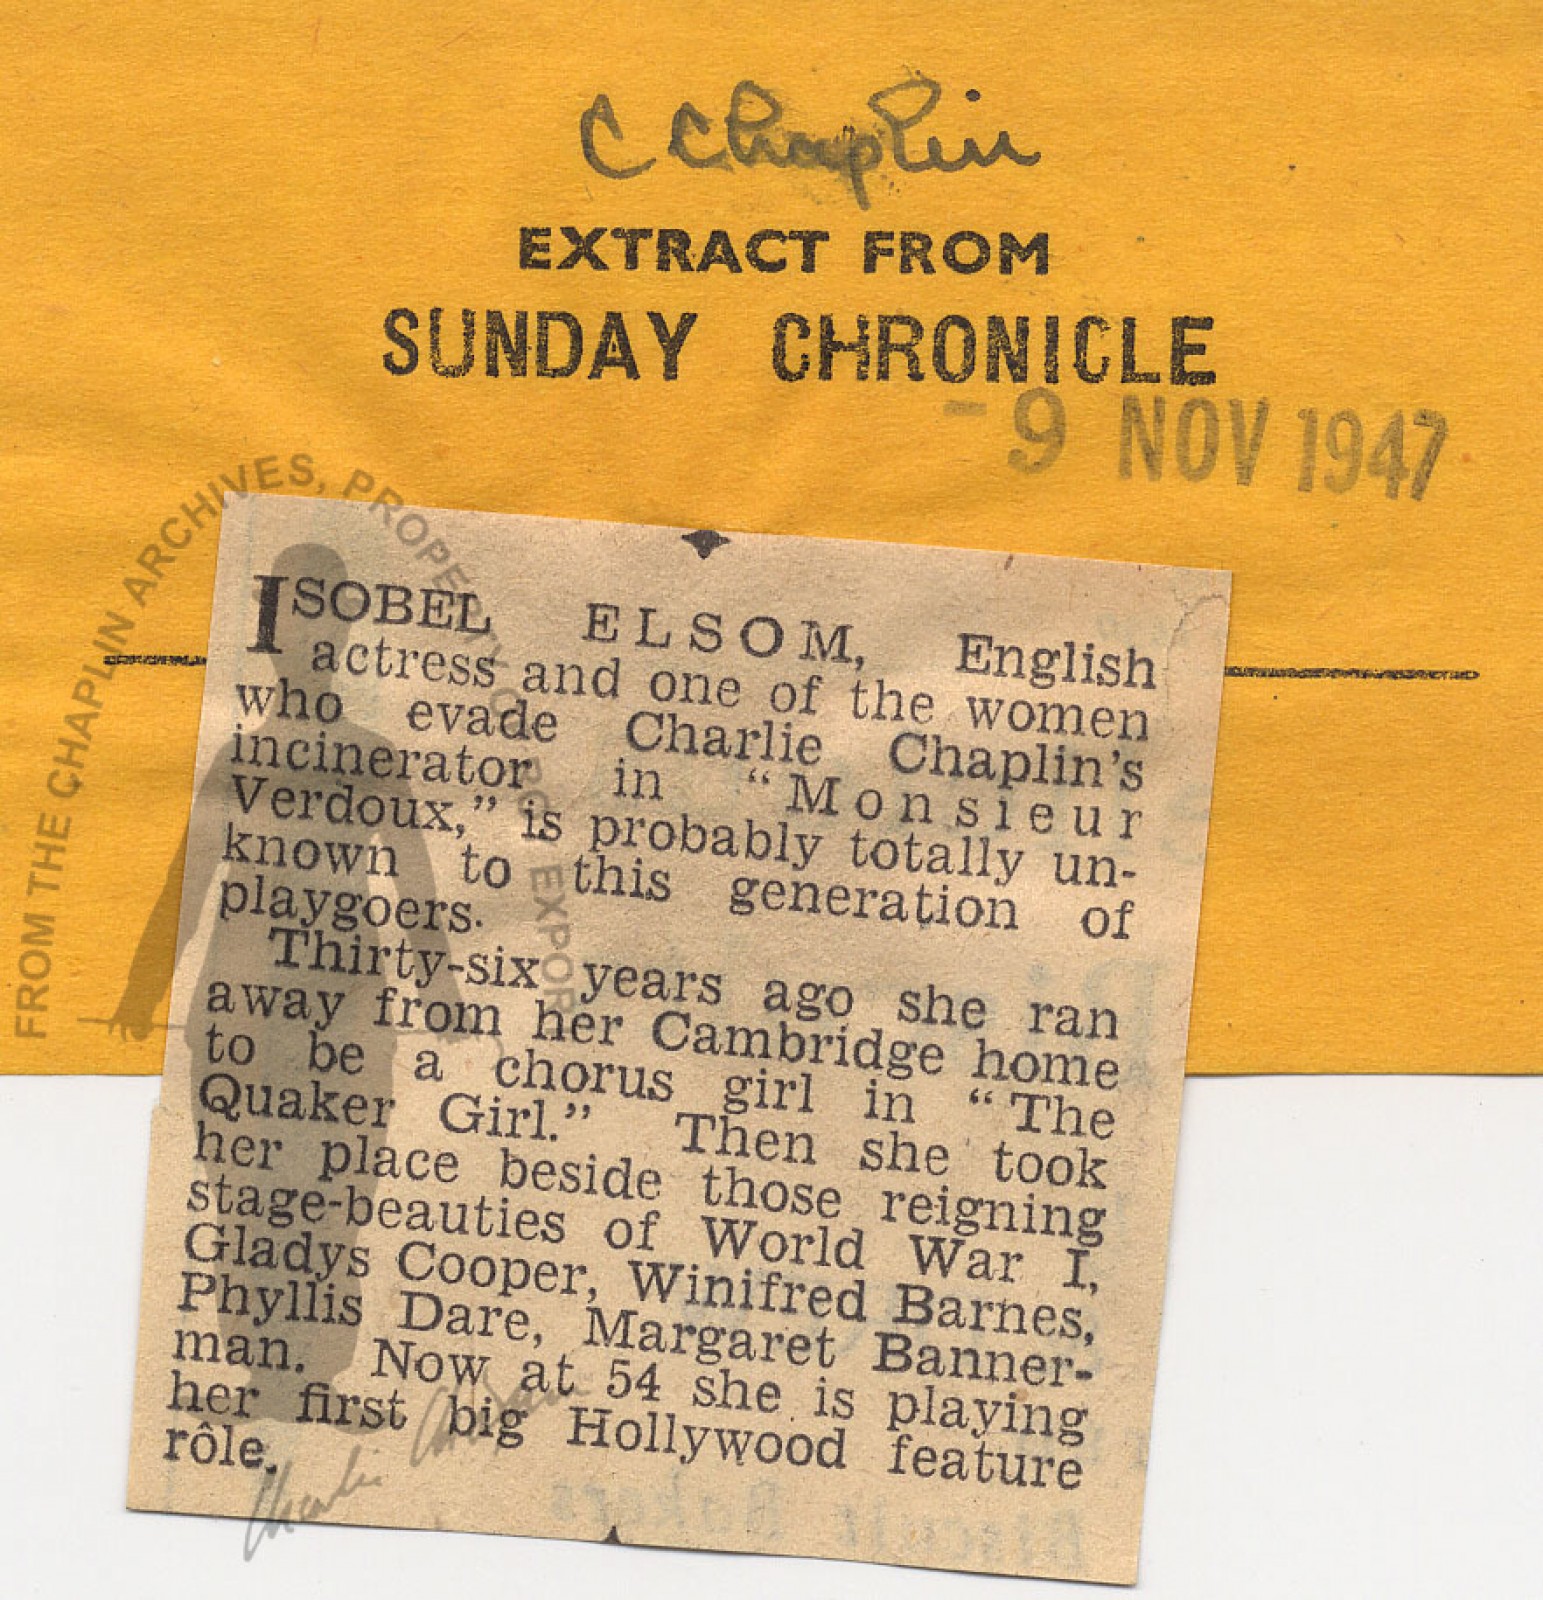 C Chaplin
EXTRACT FROM
SUNDAY CHRONICLE
-9 NOV 1947
FROM THE CHAPLIN ARCHIVES, PROPERTY OF ROY EXPORT
ISOBEL ELSOM, English
actress and one of the women
who evade Charlie Chaplin's
incinerator in "Monsieur
Verdoux," is probably totally un-
known to this generation of
playgoers.
Thirty-six years ago she ran
away from her Cambridge home
to be a chorus girl in "The
Quaker Girl." Then she took
her place beside those reigning
stage-beauties of World War I,
Gladys Cooper, Winifred Barnes,
Phyllis Dare, Margaret Banner-
man. Now at 54 she is playing
her first big Hollywood feature
rôle.
Charlie Chaplin